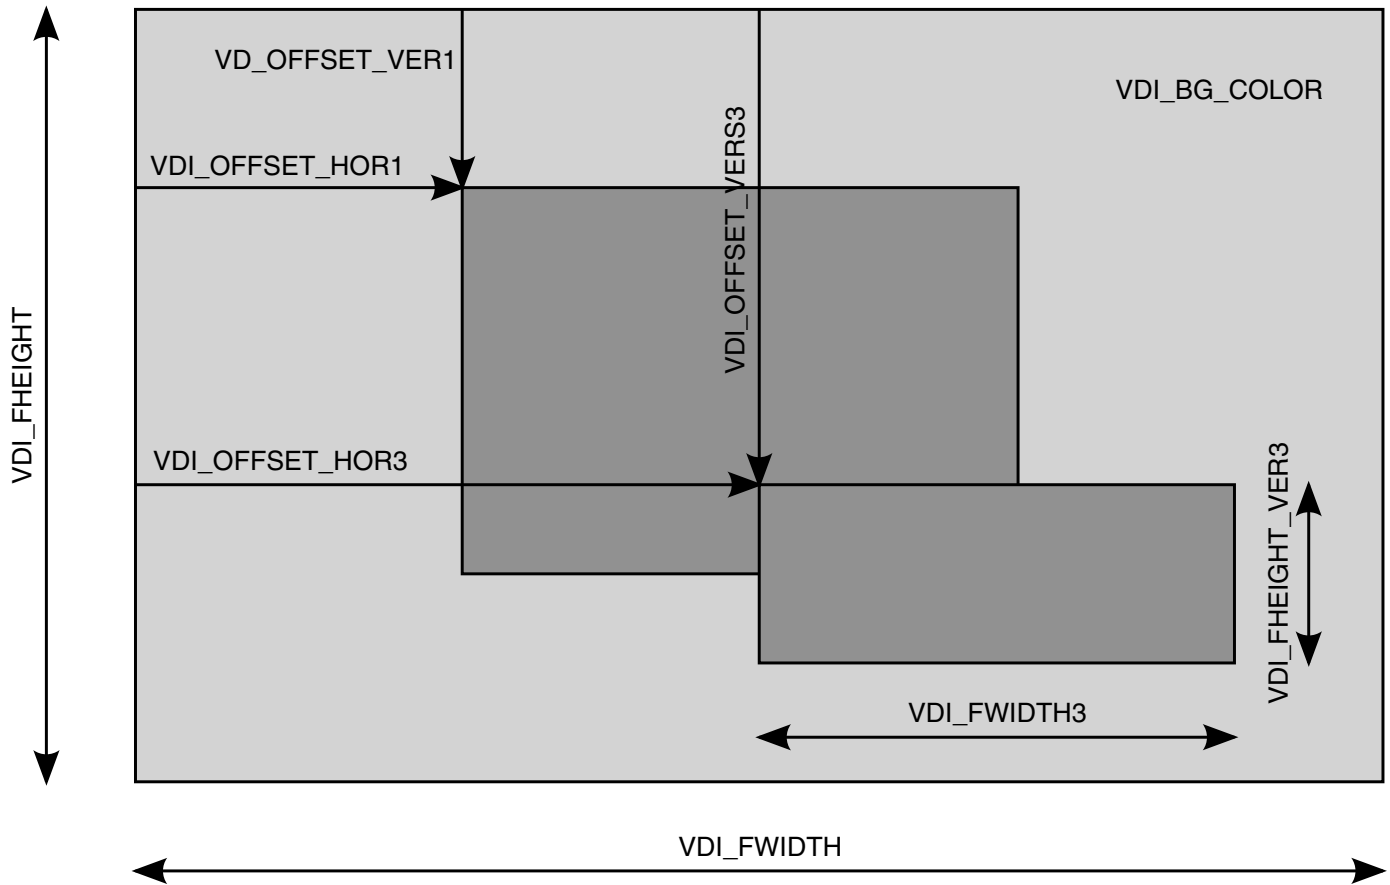 VD_OFFSET_VER1
VDI_BG_COLOR
VDI_OFFSET_HOR1
VDI_OFFSET_VERS3
VDI_FHEIGHT
VDI_OFFSET_HOR3
VDI_FHEIGHT_VER3
VDI_FWIDTH3
VDI_FWIDTH